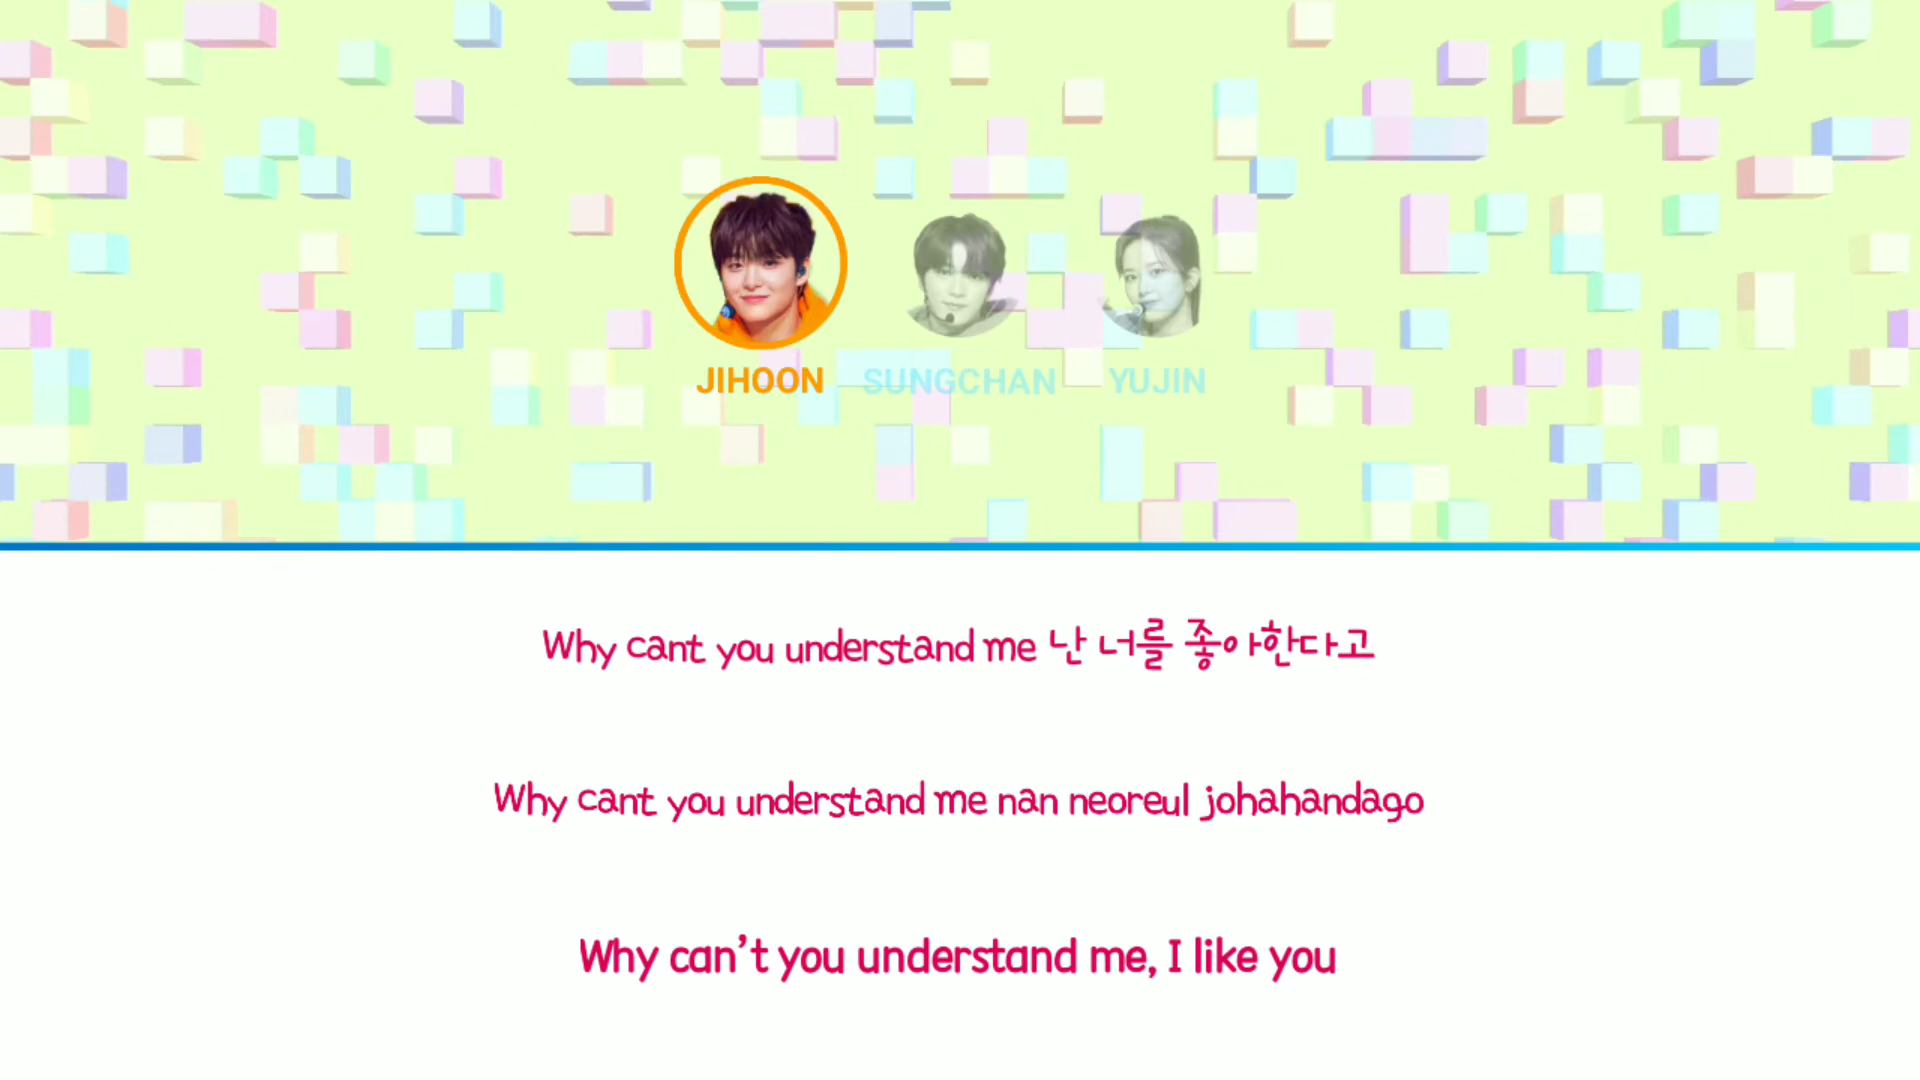 JIHOON SUNGCHAN YUJIN
Why cant you understand me 난 너를 좋아한다고
Why cant you understand me nan neoreul johahandago
Why can't you understand me, I like you